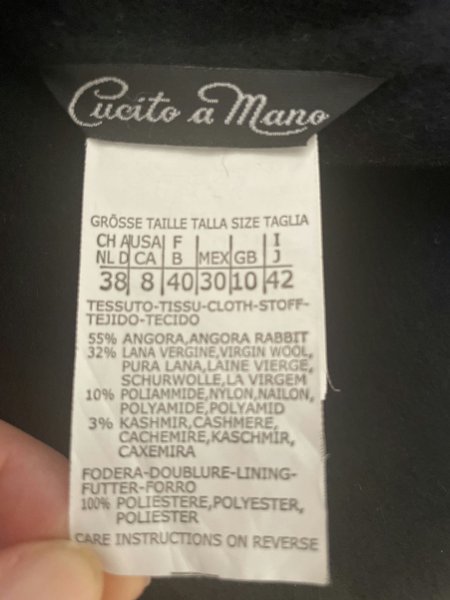 Cucito a Mano
GRÖSSE TAILLE TALLA SIZE TAGLIA
CH A USA F I
NL D CA B MEX GB J
38 8 40 30 10 42
TESSUTO-TISSU-CLOTH-STOFF-
TEJIDO-TECIDO
55% ANGORA,ANGORA RABBIT
32% LANA VERGINE,VIRGIN WOOL,
PURA LANA,LAINE VIERGE,
SCHURWOLLE,LA VIRGEM
10% POLIAMMIDE,NYLON,NAILON,
POLYAMIDE,POLYAMID
3% KASHMIR,CASHMERE,
CACHEMIRE,KASCHMIR,
CAXEMIRA
FODERA-DOUBLURE-LINING-
FUTTER-FORRO
100% POLIESTERE,POLYESTER,
POLIESTER
CARE INSTRUCTIONS ON REVERSE